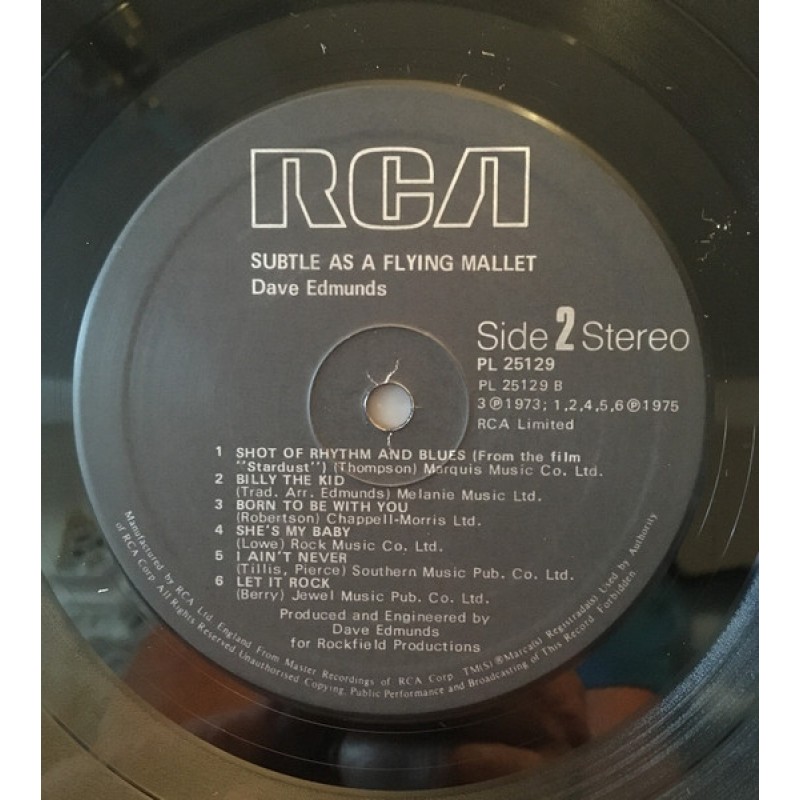 RCA
SUBTLE AS A FLYING MALLET
Dave Edmunds
Side 2 Stereo
PL 25129
PL 25129 B
3 ℗1973; 1,2,4,5,6 ℗1975
RCA Limited
1 SHOT OF RHYTHM AND BLUES (From the film
"Stardust") (Thompson) Marquis Music Co. Ltd.
2 BILLY THE KID
(Trad. Arr. Edmunds) Melanie Music Ltd.
3 BORN TO BE WITH YOU
(Robertson) Chappell-Morris Ltd.
4 SHE'S MY BABY
(Lowe) Rock Music Co. Ltd.
5 I AIN'T NEVER
(Tillis, Pierce) Southern Music Pub. Co. Ltd.
6 LET IT ROCK
(Berry) Jewel Music Pub. Co. Ltd.
Produced and Engineered by
Dave Edmunds
for Rockfield Productions
Manufactured by RCA Ltd. England From Master Recordings of RCA Corp. TM(S) ® Marca(s) Registrada(s) Used by Authority
of RCA Corp. All Rights Reserved. Unauthorised Copying, Public Performance and Broadcasting of This Record Forbidden